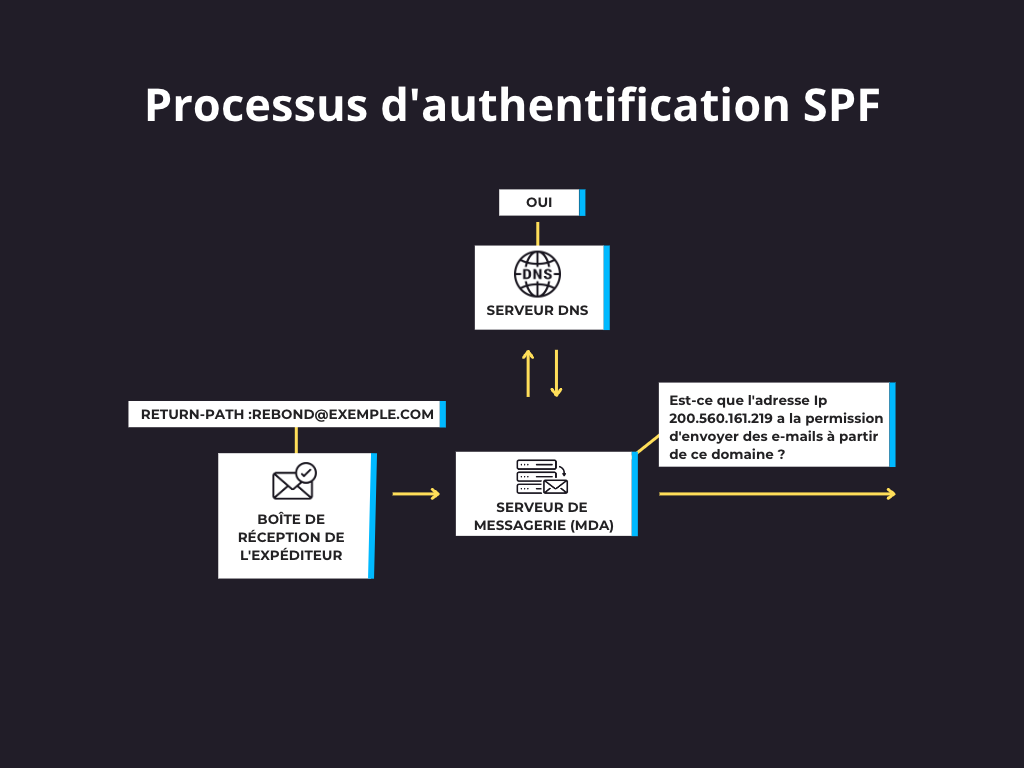 Processus d'authentification SPF
OUI
DNS
SERVEUR DNS
RETURN-PATH :REBOND@EXEMPLE.COM
BOÎTE DE
RÉCEPTION DE
L'EXPÉDITEUR
SERVEUR DE
MESSAGERIE (MDA)
Est-ce que l'adresse Ip
200.560.161.219 a la permission
d'envoyer des e-mails à partir
de ce domaine ?